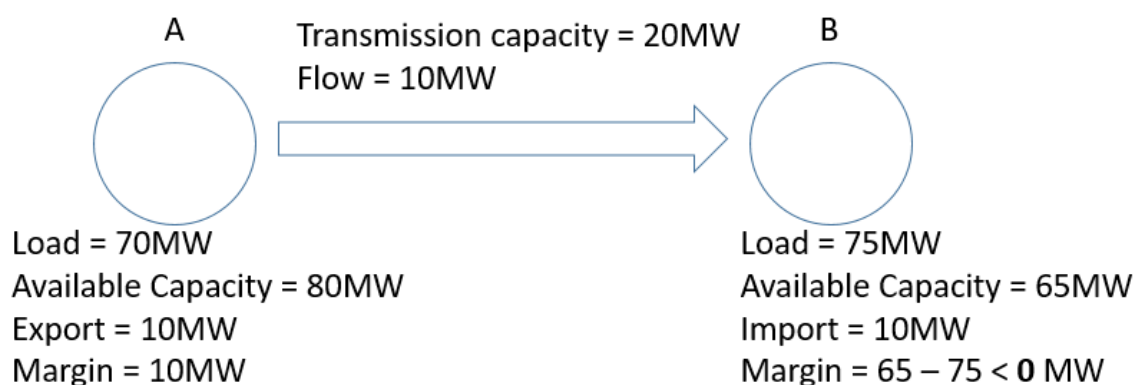 A
Transmission capacity = 20MW
Flow = 10MW
B
Load = 70MW
Available Capacity = 80MW
Export = 10MW
Margin = 10MW
Load = 75MW
Available Capacity = 65MW
Import = 10MW
Margin = 65 – 75 < 0 MW